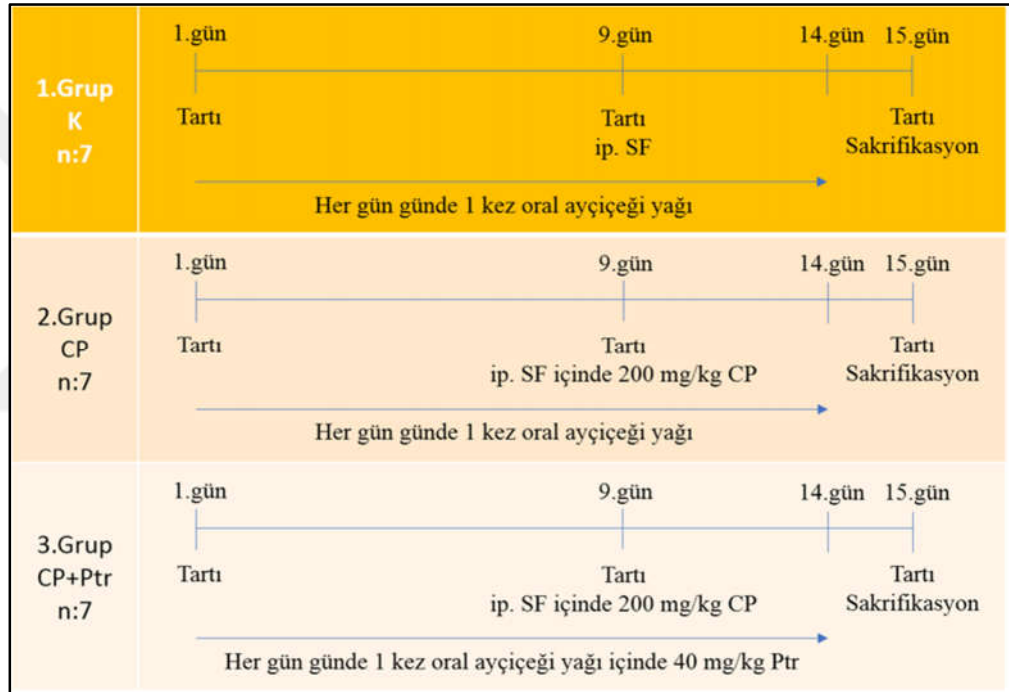 1.Grup
K
n:7
1.gün 9.gün 14.gün 15.gün
Tartı Tartı Tartı
ip. SF Sakrifikasyon
Her gün günde 1 kez oral ayçiçeği yağı
2.Grup
CP
n:7
1.gün 9.gün 14.gün 15.gün
Tartı Tartı Tartı
ip. SF içinde 200 mg/kg CP Sakrifikasyon
Her gün günde 1 kez oral ayçiçeği yağı
3.Grup
CP+Ptr
n:7
1.gün 9.gün 14.gün 15.gün
Tartı Tartı Tartı
ip. SF içinde 200 mg/kg CP Sakrifikasyon
Her gün günde 1 kez oral ayçiçeği yağı içinde 40 mg/kg Ptr